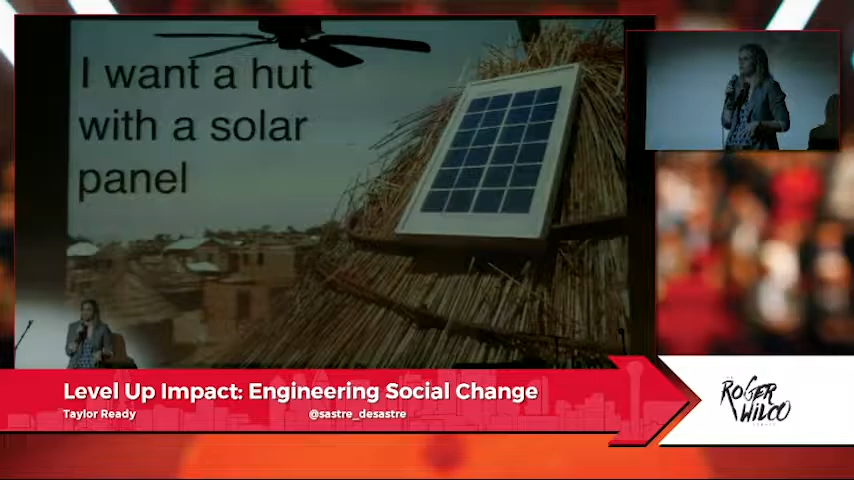 I want a hut
with a solar
panel
Level Up Impact: Engineering Social Change
Taylor Ready
@sastre_desastre
ROGER
WILCO